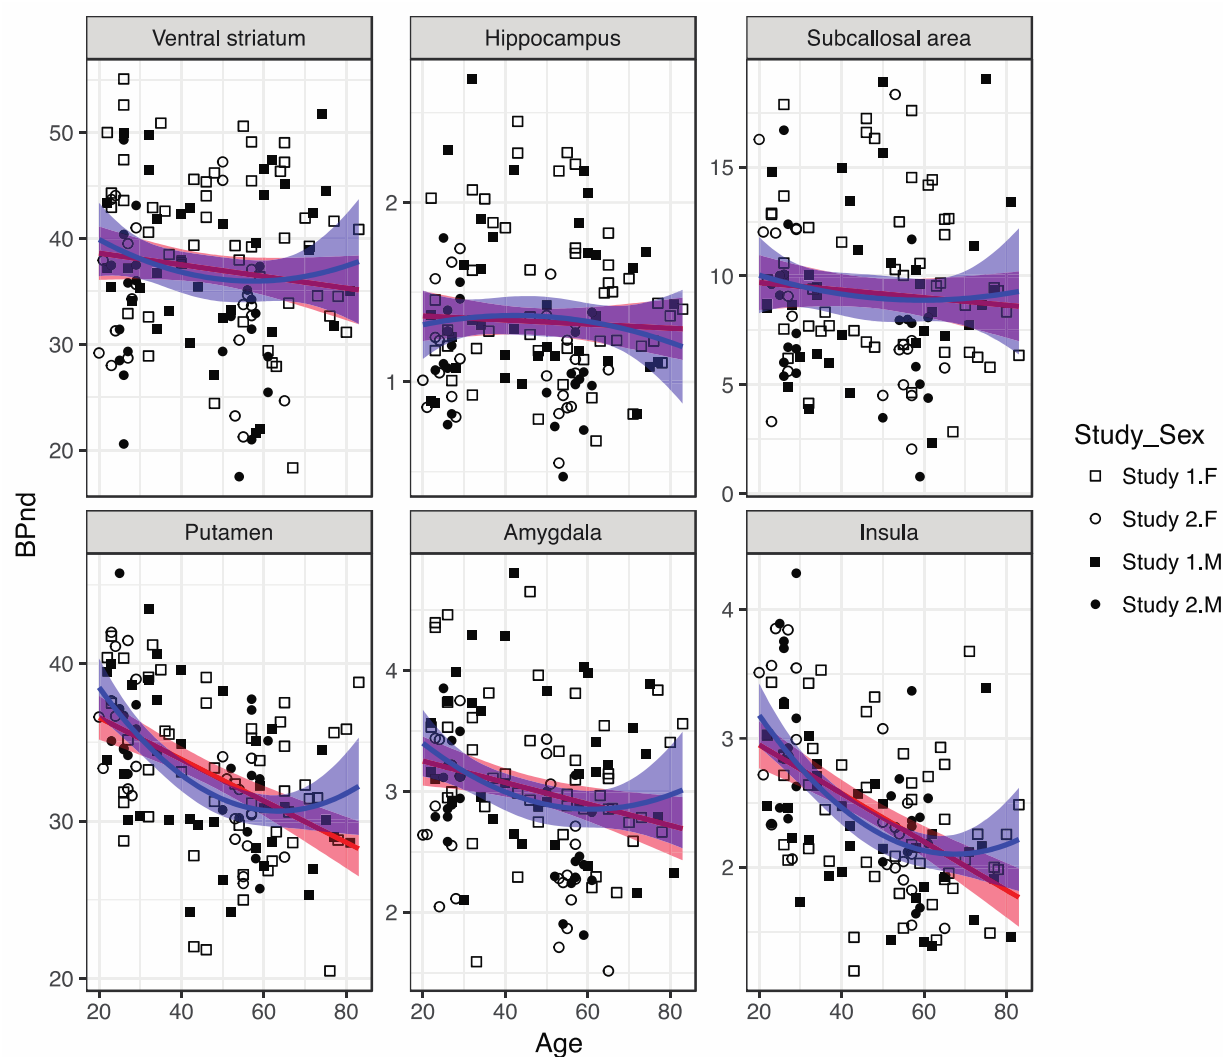 Ventral striatum Hippocampus Subcallosal area
50
40
30
20
2
1
15
10
5
0
Putamen Amygdala Insula
40
30
20
4
3
2
4
3
2
20 40 60 80 20 40 60 80 20 40 60 80
Age
BPnd
Study_Sex
Study 1.F
Study 2.F
Study 1.M
Study 2.M